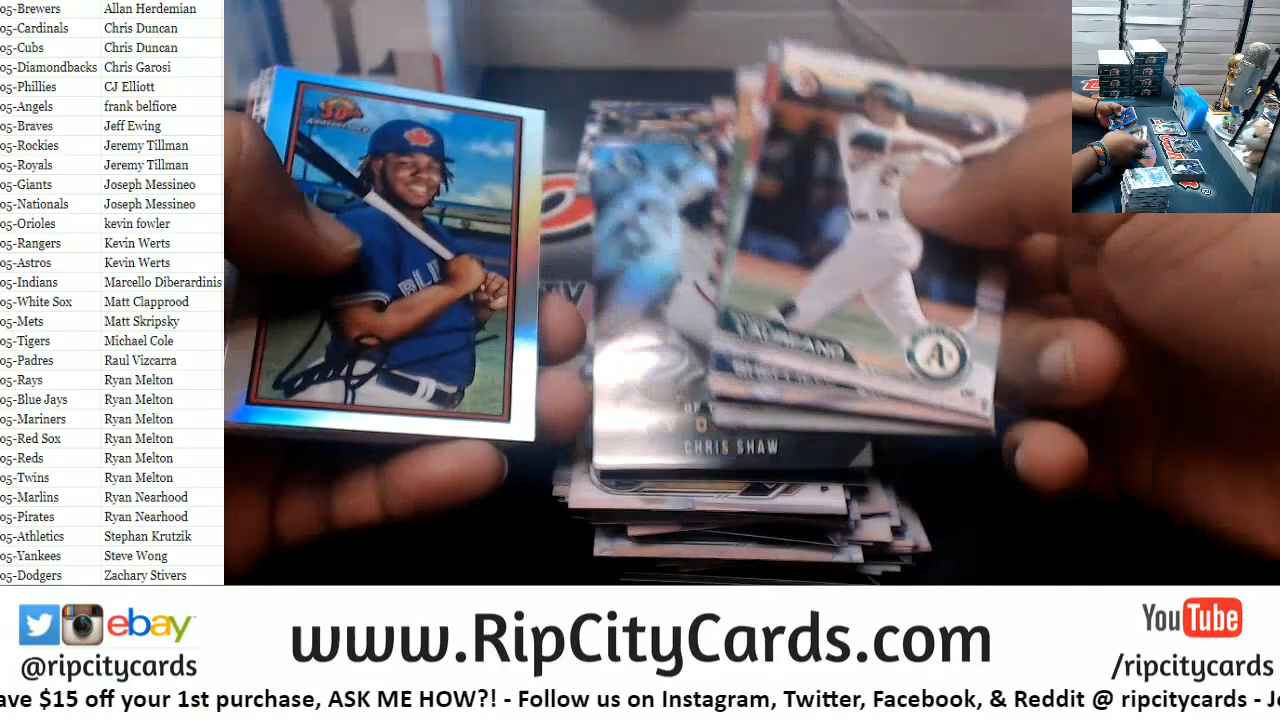 05-Brewers Allan Herdemian
05-Cardinals Chris Duncan
05-Cubs Chris Duncan
05-Diamondbacks Chris Garosi
05-Phillies CJ Elliott
05-Angels frank belfiore
05-Braves Jeff Ewing
05-Rockies Jeremy Tillman
05-Royals Jeremy Tillman
05-Giants Joseph Messineo
05-Nationals Joseph Messineo
05-Orioles kevin fowler
05-Rangers Kevin Werts
05-Astros Kevin Werts
05-Indians Marcello Diberardinis
05-White Sox Matt Clapprood
05-Mets Matt Skripsky
05-Tigers Michael Cole
05-Padres Raul Vizcarra
05-Rays Ryan Melton
05-Blue Jays Ryan Melton
05-Mariners Ryan Melton
05-Red Sox Ryan Melton
05-Reds Ryan Melton
05-Twins Ryan Melton
05-Marlins Ryan Nearhood
05-Pirates Ryan Nearhood
05-Athletics Stephan Krutzik
05-Yankees Steve Wong
05-Dodgers Zachary Stivers
30th
Anniversary
BLU
A's
CHRIS SHAW
ebay
@ripcitycards
www.RipCityCards.com
YouTube
/ripcitycards
ave $15 off your 1st purchase, ASK ME HOW?! - Follow us on Instagram, Twitter, Facebook, & Reddit @ ripcitycards - Jo